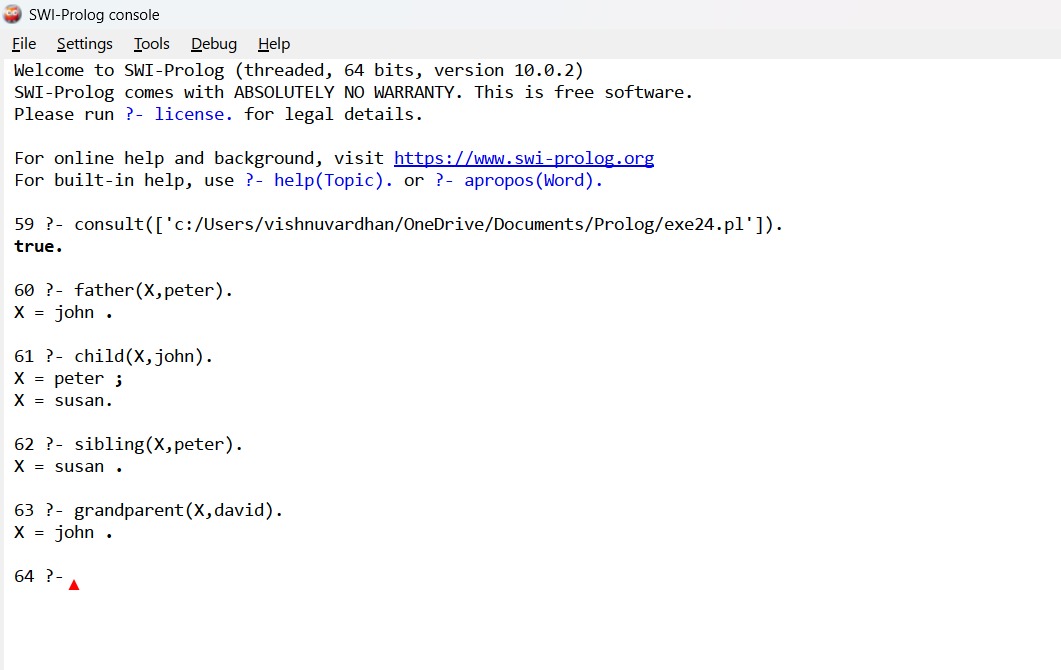 SWI-Prolog console
File Settings Tools Debug Help
Welcome to SWI-Prolog (threaded, 64 bits, version 10.0.2)
SWI-Prolog comes with ABSOLUTELY NO WARRANTY. This is free software.
Please run ?- license. for legal details.
For online help and background, visit https://www.swi-prolog.org
For built-in help, use ?- help(Topic). or ?- apropos(Word).
59 ?- consult(['c:/Users/vishnuvardhan/OneDrive/Documents/Prolog/exe24.pl']).
true.
60 ?- father(X,peter).
X = john .
61 ?- child(X,john).
X = peter ;
X = susan.
62 ?- sibling(X,peter).
X = susan .
63 ?- grandparent(X,david).
X = john .
64 ?-